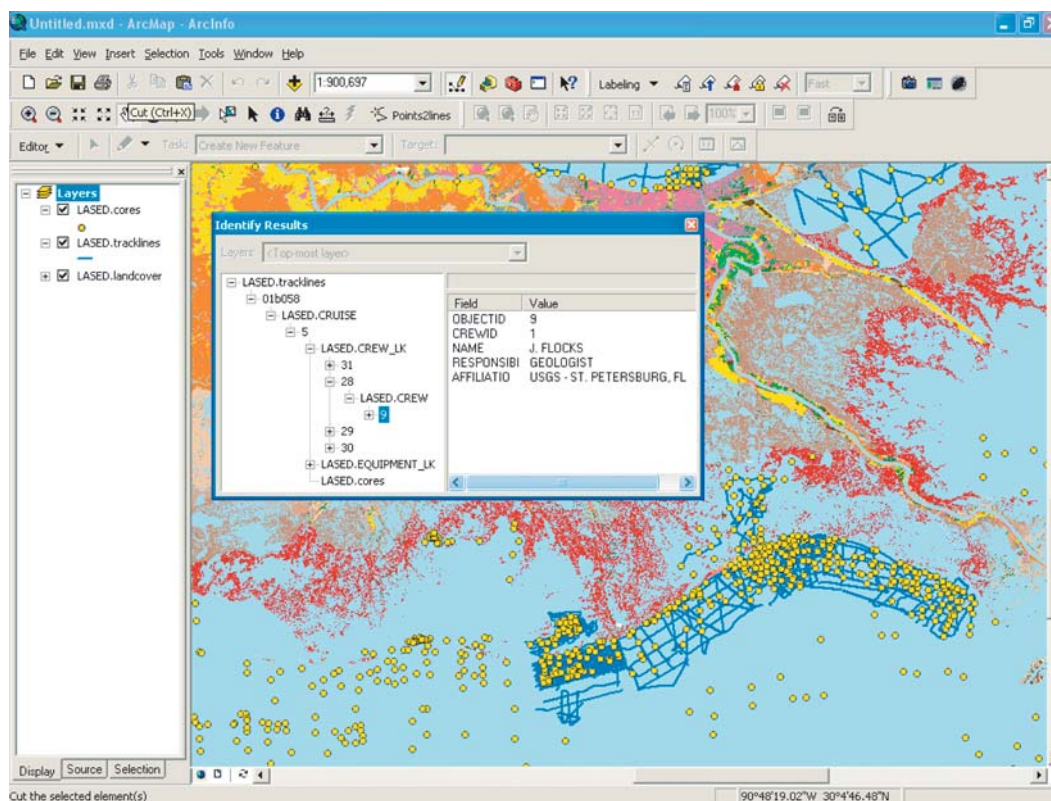 Untitled.mxd - ArcMap - ArcInfo
File Edit View Insert Selection Tools Window Help
1:900,697
Labeling
Fast
Cut (Ctrl+X)
Points2lines
100%
Editor
Task:
Create New Feature
Target:
Layers
LASED.cores
LASED.tracklines
LASED.landcover
Identify Results
Layers:
<Top-most layer>
LASED.tracklines
01b058
LASED.CRUISE
5
LASED.CREW_LK
31
28
LASED.CREW
9
29
30
LASED.EQUIPMENT_LK
LASED.cores
Field Value
OBJECTID 9
CREWID 1
NAME J. FLOCKS
RESPONSIBI GEOLOGIST
AFFILIATIO USGS - ST. PETERSBURG, FL
Display Source Selection
Cut the selected element(s)
90°48'19.02"W 30°4'46.48"N